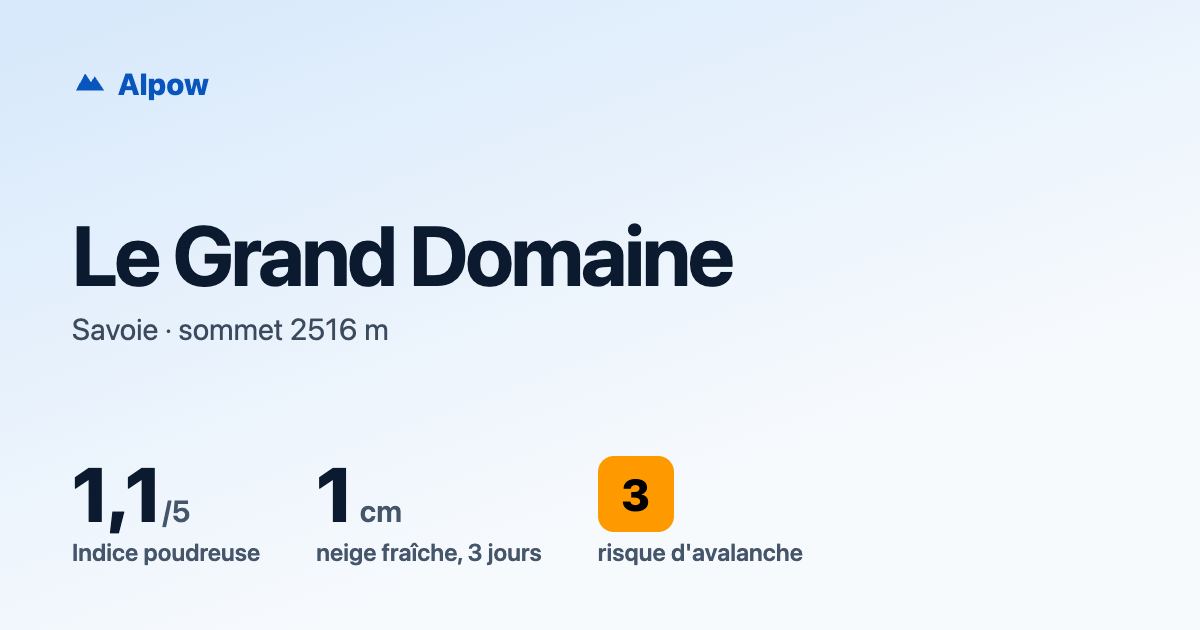 Alpow
Le Grand Domaine
Savoie · sommet 2516 m
1,1/5
Indice poudreuse
1 cm
neige fraîche, 3 jours
3
risque d'avalanche